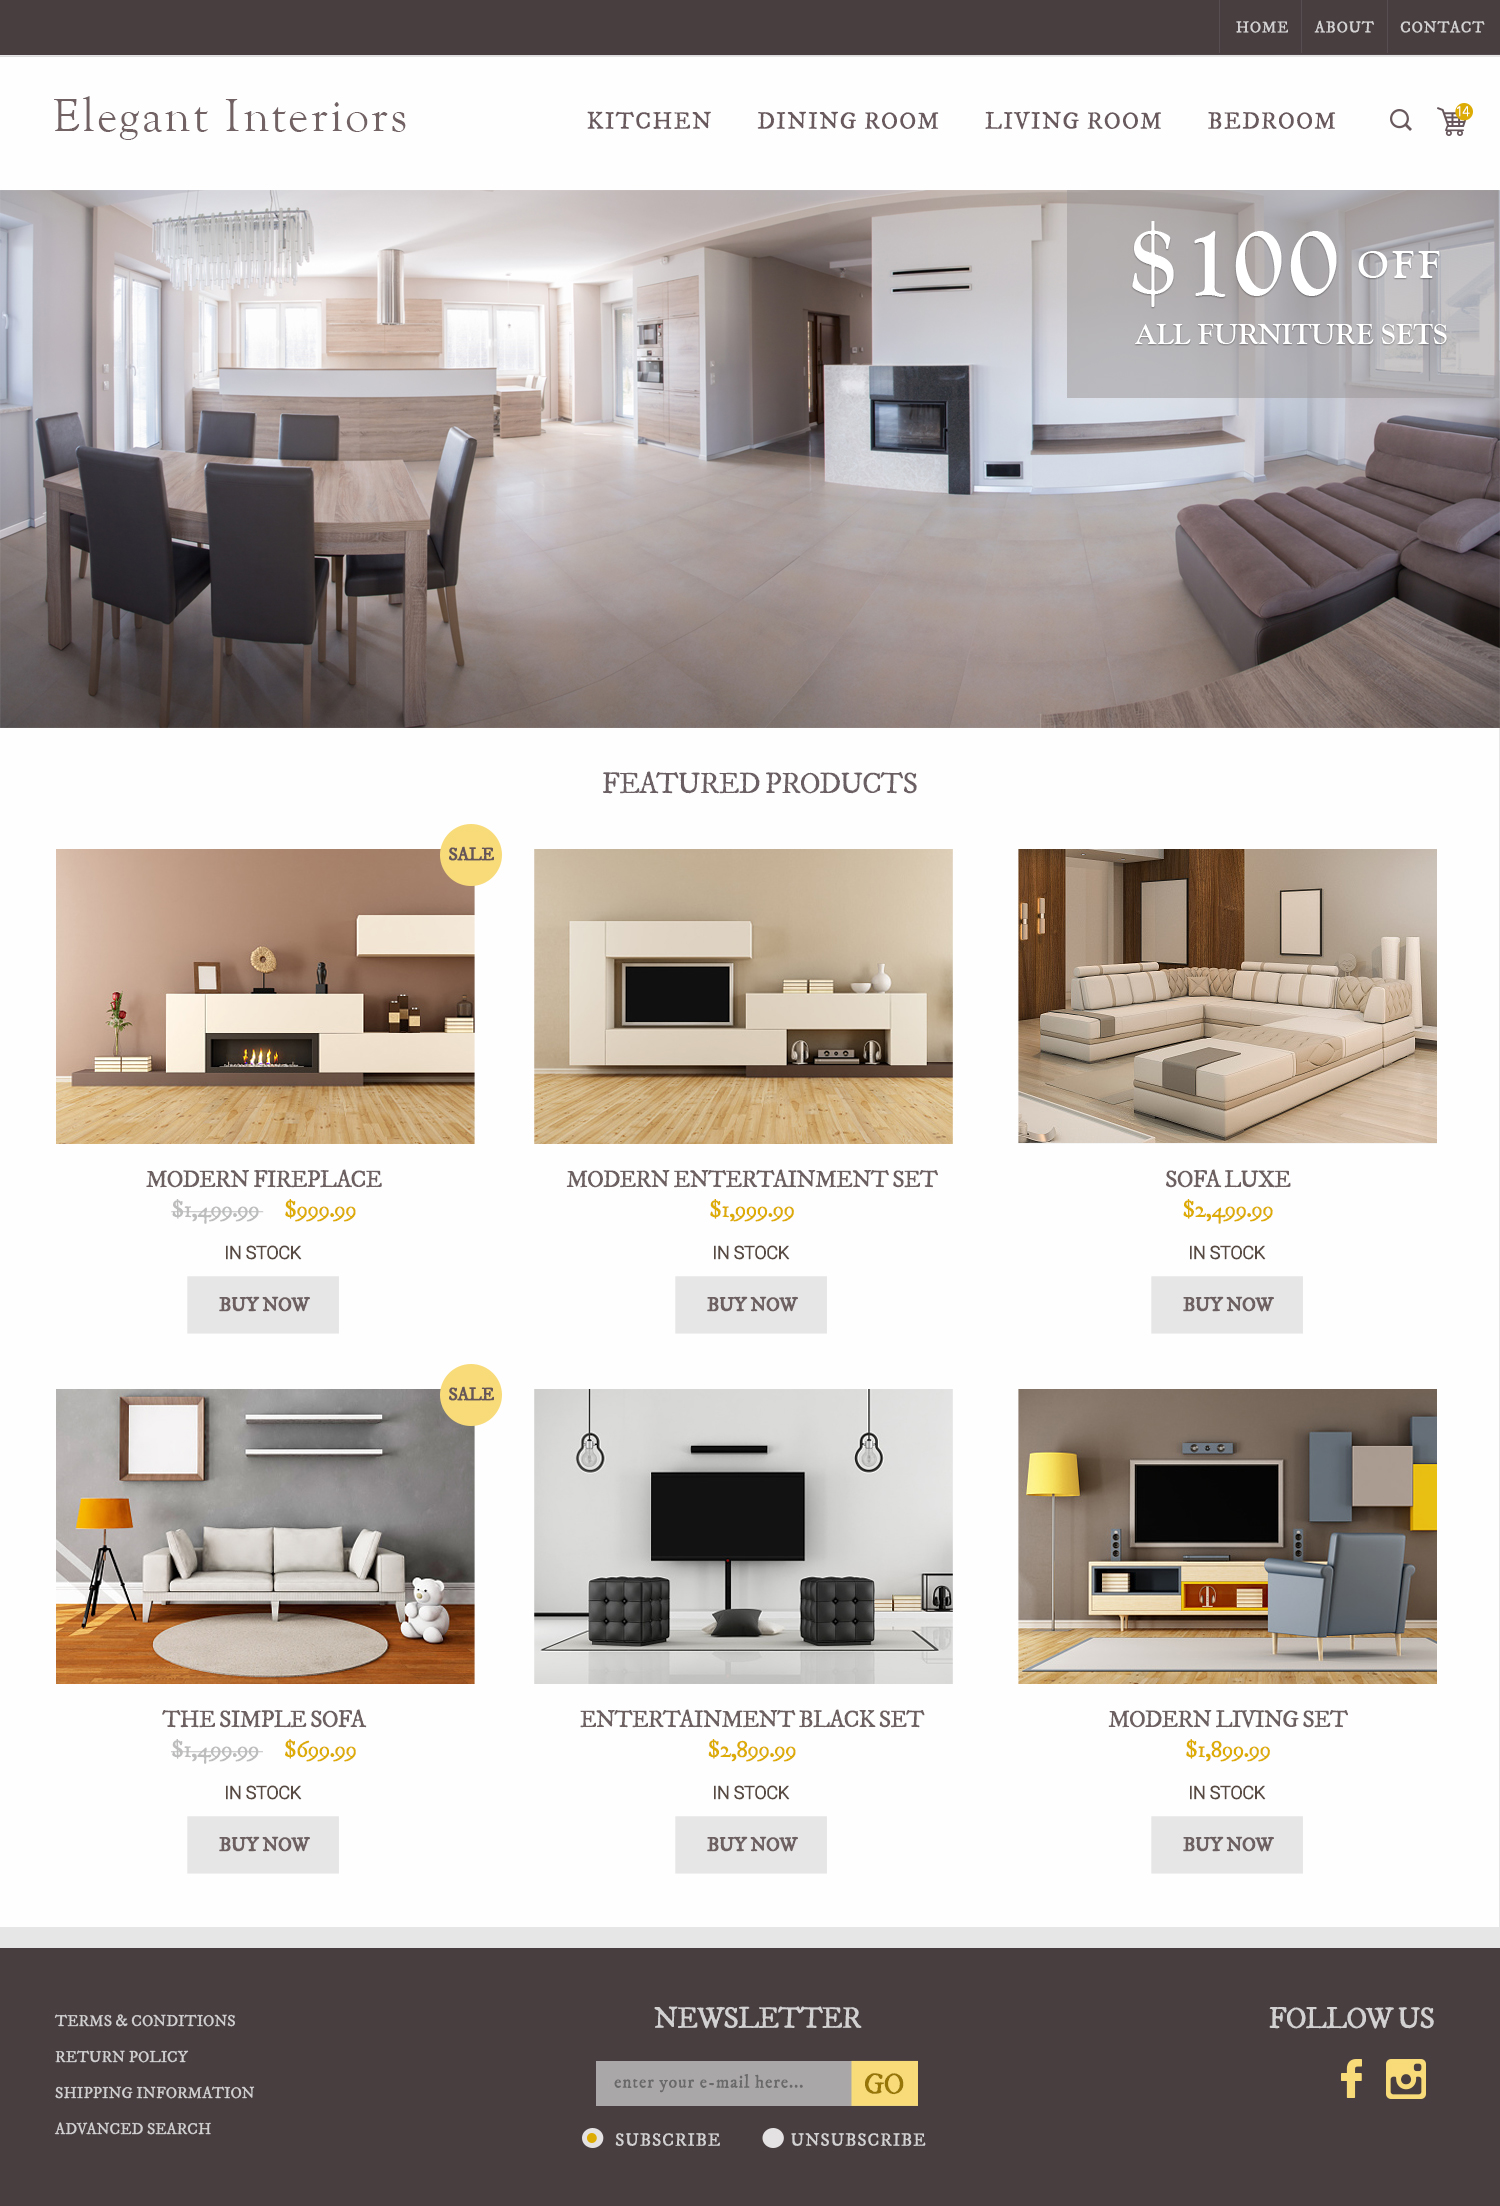 HOME ABOUT CONTACT
Elegant Interiors
KITCHEN DINING ROOM LIVING ROOM BEDROOM 14
$100 OFF
ALL FURNITURE SETS
FEATURED PRODUCTS
SALE
MODERN FIREPLACE
$1,499.99 $999.99
IN STOCK
BUY NOW
MODERN ENTERTAINMENT SET
$1,999.99
IN STOCK
BUY NOW
SOFA LUXE
$2,499.99
IN STOCK
BUY NOW
SALE
THE SIMPLE SOFA
$1,499.99 $699.99
IN STOCK
BUY NOW
ENTERTAINMENT BLACK SET
$2,899.99
IN STOCK
BUY NOW
MODERN LIVING SET
$1,899.99
IN STOCK
BUY NOW
TERMS & CONDITIONS
RETURN POLICY
SHIPPING INFORMATION
ADVANCED SEARCH
NEWSLETTER
enter your e-mail here... GO
SUBSCRIBE UNSUBSCRIBE
FOLLOW US